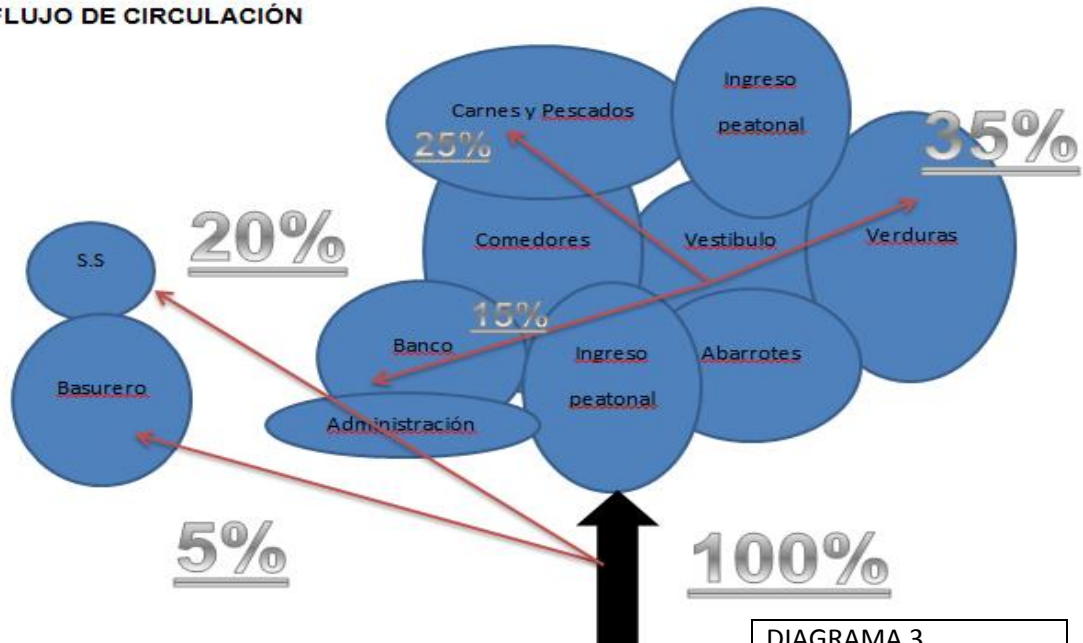 FLUJO DE CIRCULACIÓN
Ingreso
peatonal
Carnes y Pescados
25%
35%
20%
S.S
Comedores
Vestibulo
Verduras
15%
Banco
Ingreso
peatonal
Abarrotes
Basurero
Administración
5%
100%
DIAGRAMA 3